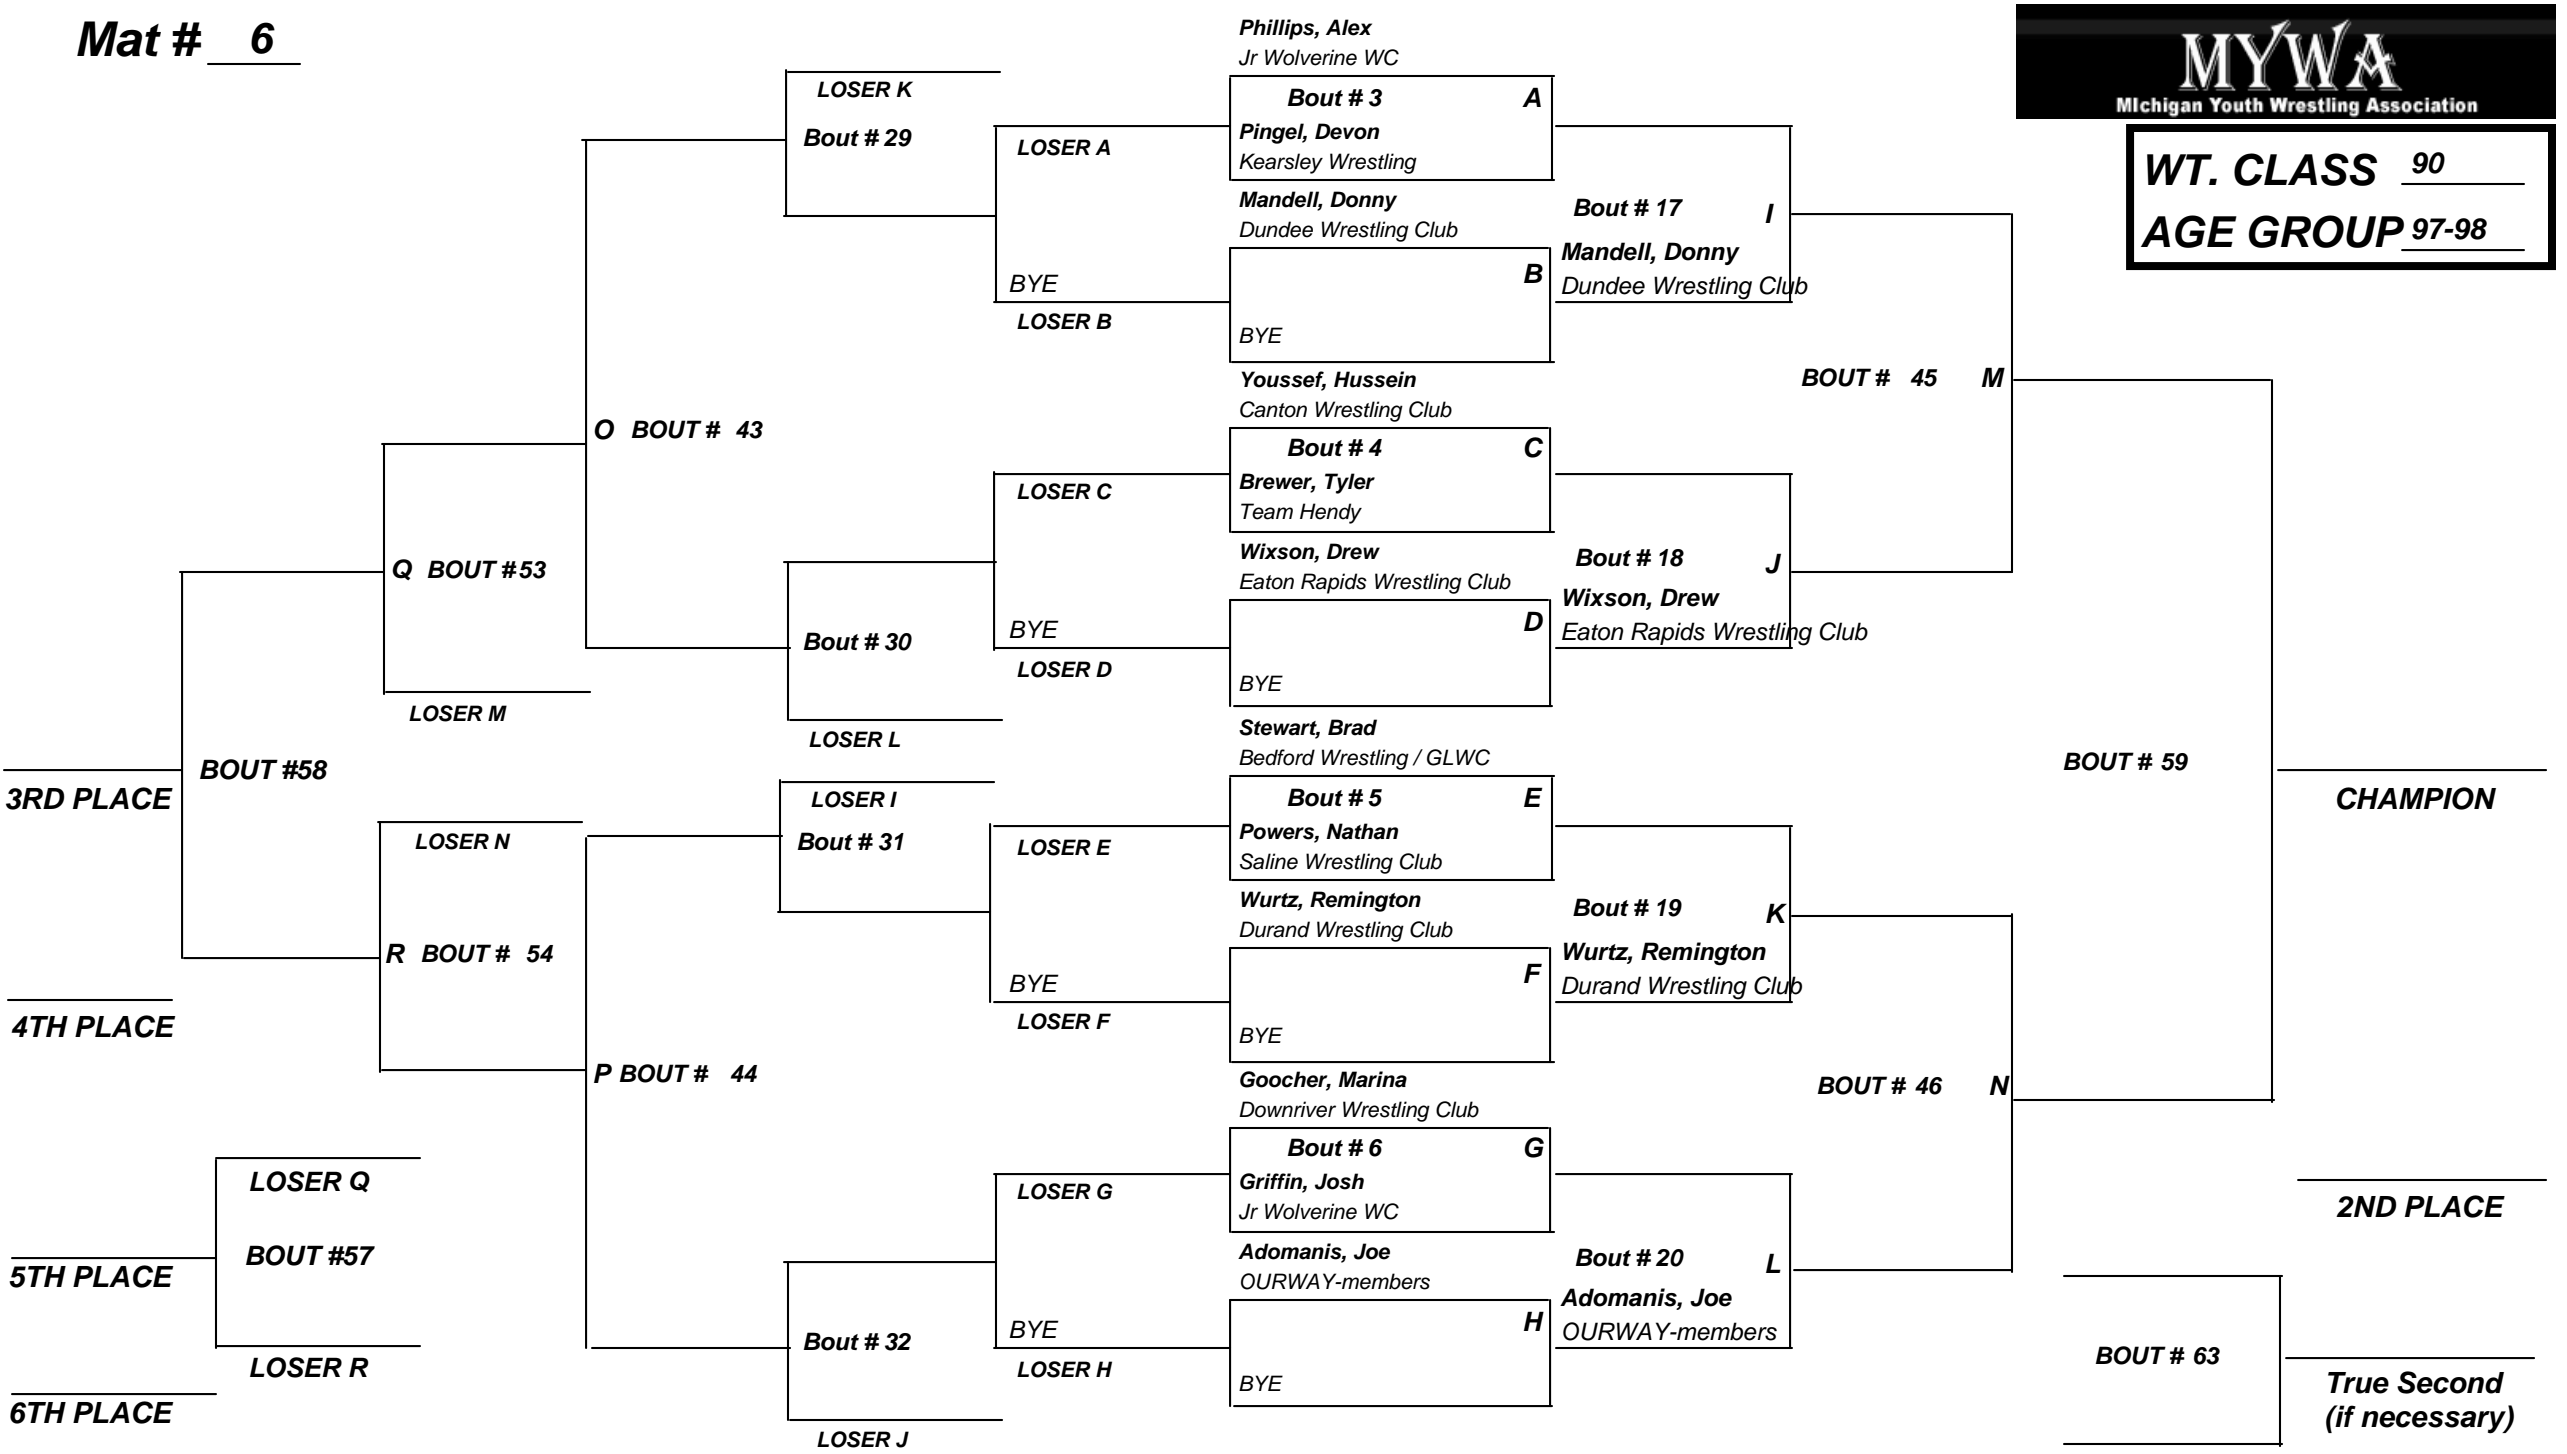 Mat # 6
MYWA
MIchigan Youth Wrestling Association
WT. CLASS 90
AGE GROUP 97-98
Phillips, Alex
Jr Wolverine WC
Bout # 3 A
Pingel, Devon
Kearsley Wrestling
Mandell, Donny
Dundee Wrestling Club
B
BYE
Youssef, Hussein
Canton Wrestling Club
Bout # 4 C
Brewer, Tyler
Team Hendy
Wixson, Drew
Eaton Rapids Wrestling Club
D
BYE
Stewart, Brad
Bedford Wrestling / GLWC
Bout # 5 E
Powers, Nathan
Saline Wrestling Club
Wurtz, Remington
Durand Wrestling Club
F
BYE
Goocher, Marina
Downriver Wrestling Club
Bout # 6 G
Griffin, Josh
Jr Wolverine WC
Adomanis, Joe
OURWAY-members
H
BYE
Bout # 17 I
Mandell, Donny
Dundee Wrestling Club
Bout # 18 J
Wixson, Drew
Eaton Rapids Wrestling Club
Bout # 19 K
Wurtz, Remington
Durand Wrestling Club
Bout # 20 L
Adomanis, Joe
OURWAY-members
BOUT # 45 M
BOUT # 46 N
BOUT # 59
CHAMPION
2ND PLACE
BOUT # 63
True Second
(if necessary)
LOSER A
BYE
LOSER B
LOSER C
BYE
LOSER D
LOSER E
BYE
LOSER F
LOSER G
BYE
LOSER H
LOSER K
Bout # 29
Bout # 30
LOSER L
LOSER I
Bout # 31
Bout # 32
LOSER J
O BOUT # 43
P BOUT # 44
Q BOUT #53
LOSER M
LOSER N
R BOUT # 54
BOUT #58
3RD PLACE
4TH PLACE
LOSER Q
BOUT #57
5TH PLACE
LOSER R
6TH PLACE